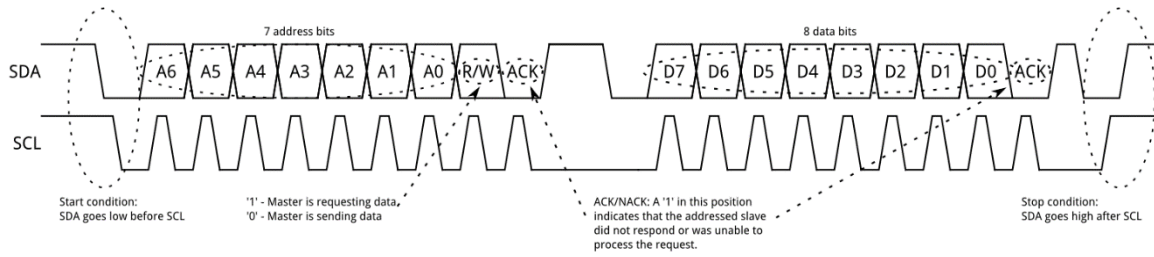 7 address bits
8 data bits
SDA
A6 A5 A4 A3 A2 A1 A0 R/W ACK
D7 D6 D5 D4 D3 D2 D1 D0 ACK
SCL
Start condition:
SDA goes low before SCL
'1' - Master is requesting data,
'0' - Master is sending data
ACK/NACK: A '1' in this position
indicates that the addressed slave
did not respond or was unable to
process the request.
Stop condition:
SDA goes high after SCL